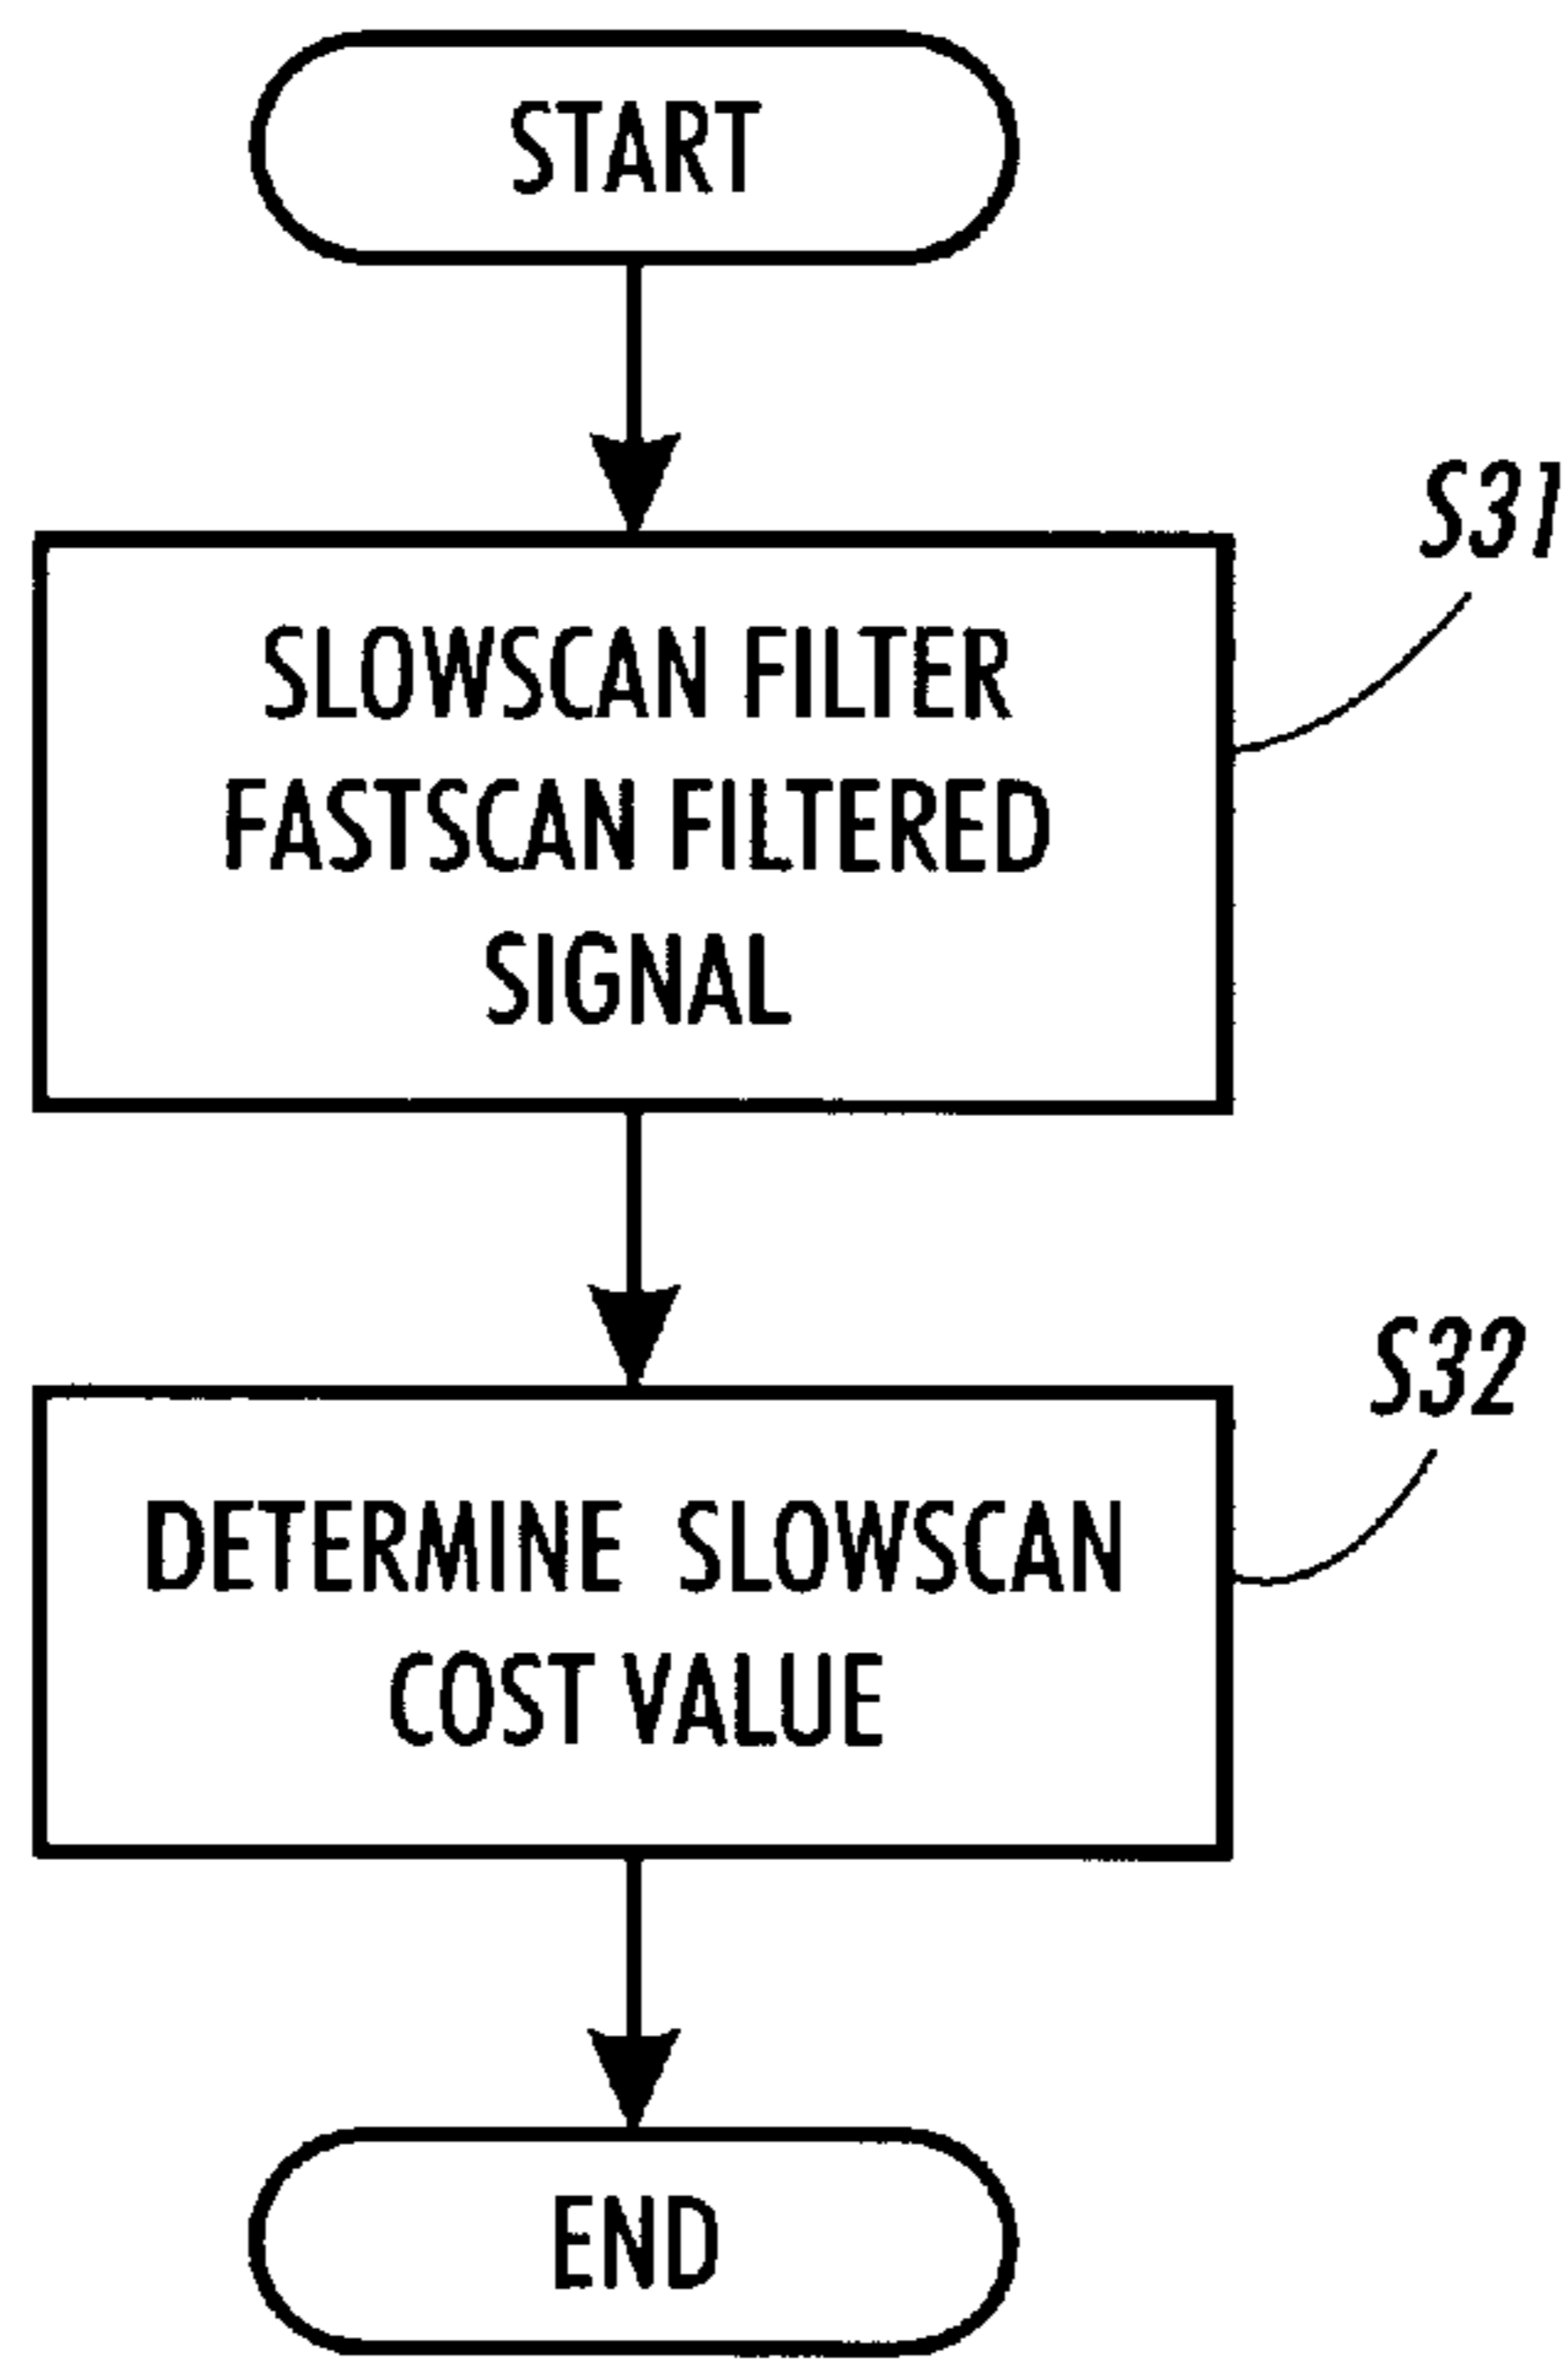 START
S31
SLOWSCAN FILTER
FASTSCAN FILTERED
SIGNAL
S32
DETERMINE SLOWSCAN
COST VALUE
END